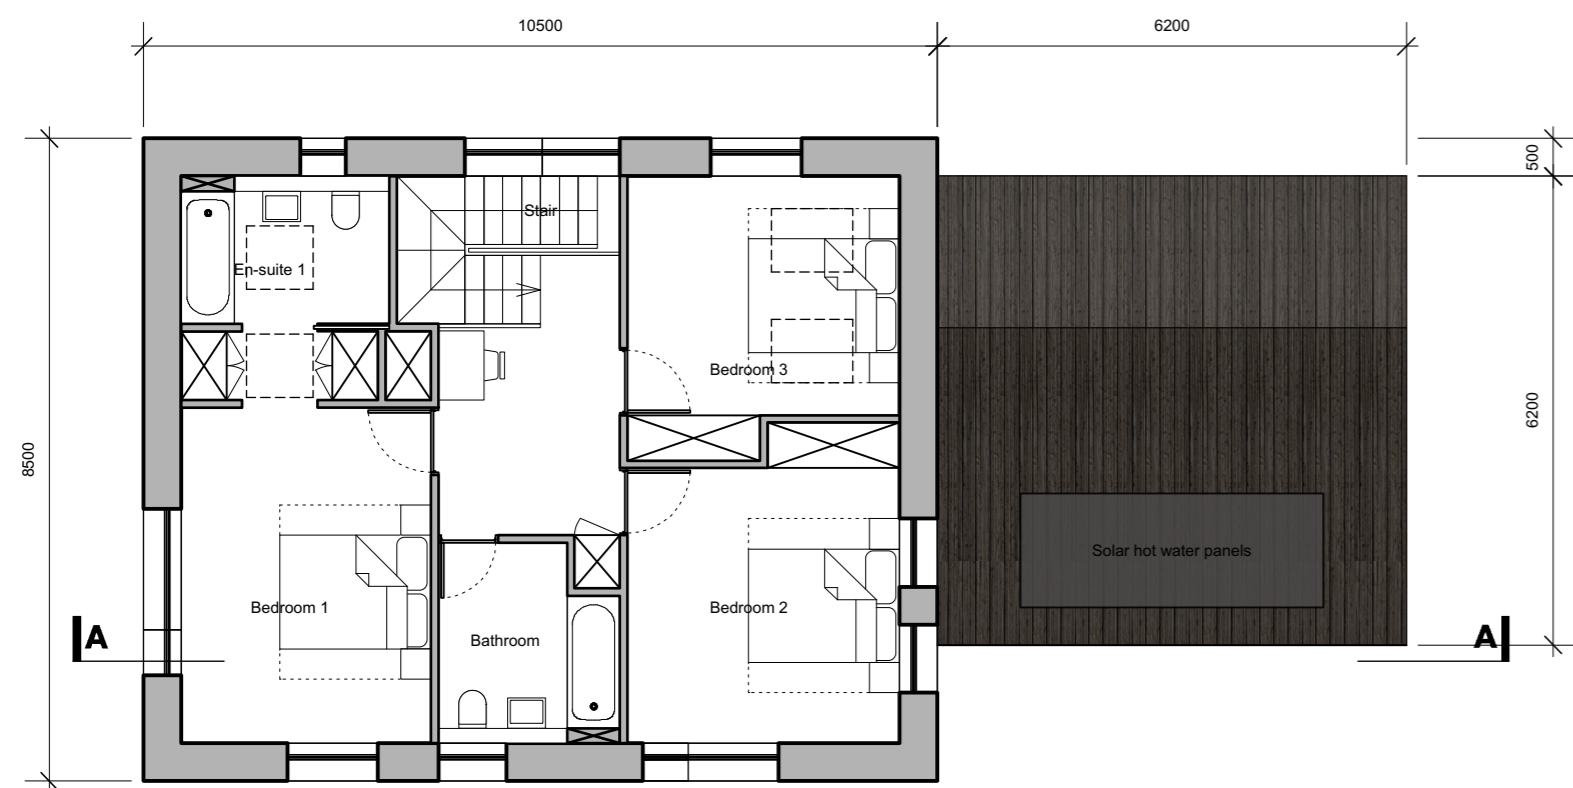 10500
6200
500
Stair
En-suite 1
Bedroom 3
6200
8500
Solar hot water panels
Bedroom 1
Bedroom 2
A
Bathroom
A